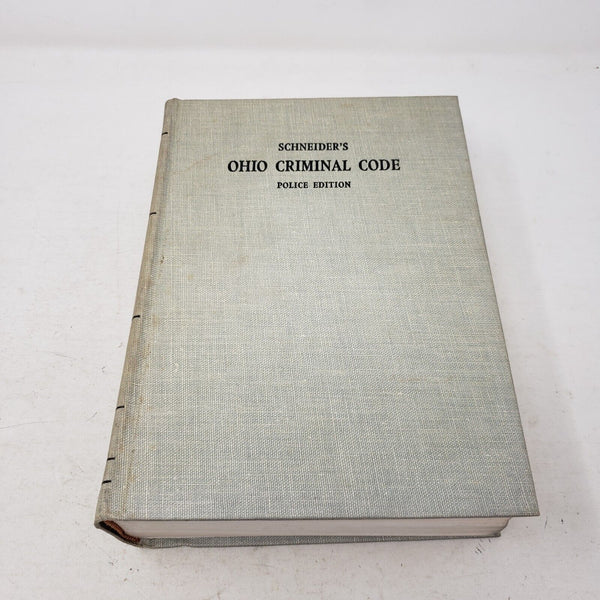 SCHNEIDER'S
OHIO CRIMINAL CODE
POLICE EDITION